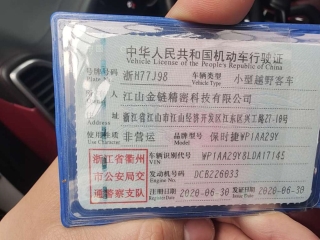 中华人民共和国机动车行驶证
Vehicle License of the People's Republic of China
号牌号码 浙H77J98 车辆类型 小型越野客车
Plate No. Vehicle Type
所有人 江山金链精密科技有限公司
Owner
住址 浙江省江山市江山经济开发区江东区兴工路27-18号
Address
使用性质 非营运 品牌型号 保时捷WP1AA29Y
Use Character Model
车辆识别代号 WP1AA29Y8LDA17145
VIN
发动机号码 DCB226033
Engine No.
注册日期 2020-06-30 发证日期 2020-06-30
Register Date Issue Date
浙江省衢州
市公安局交
通警察支队